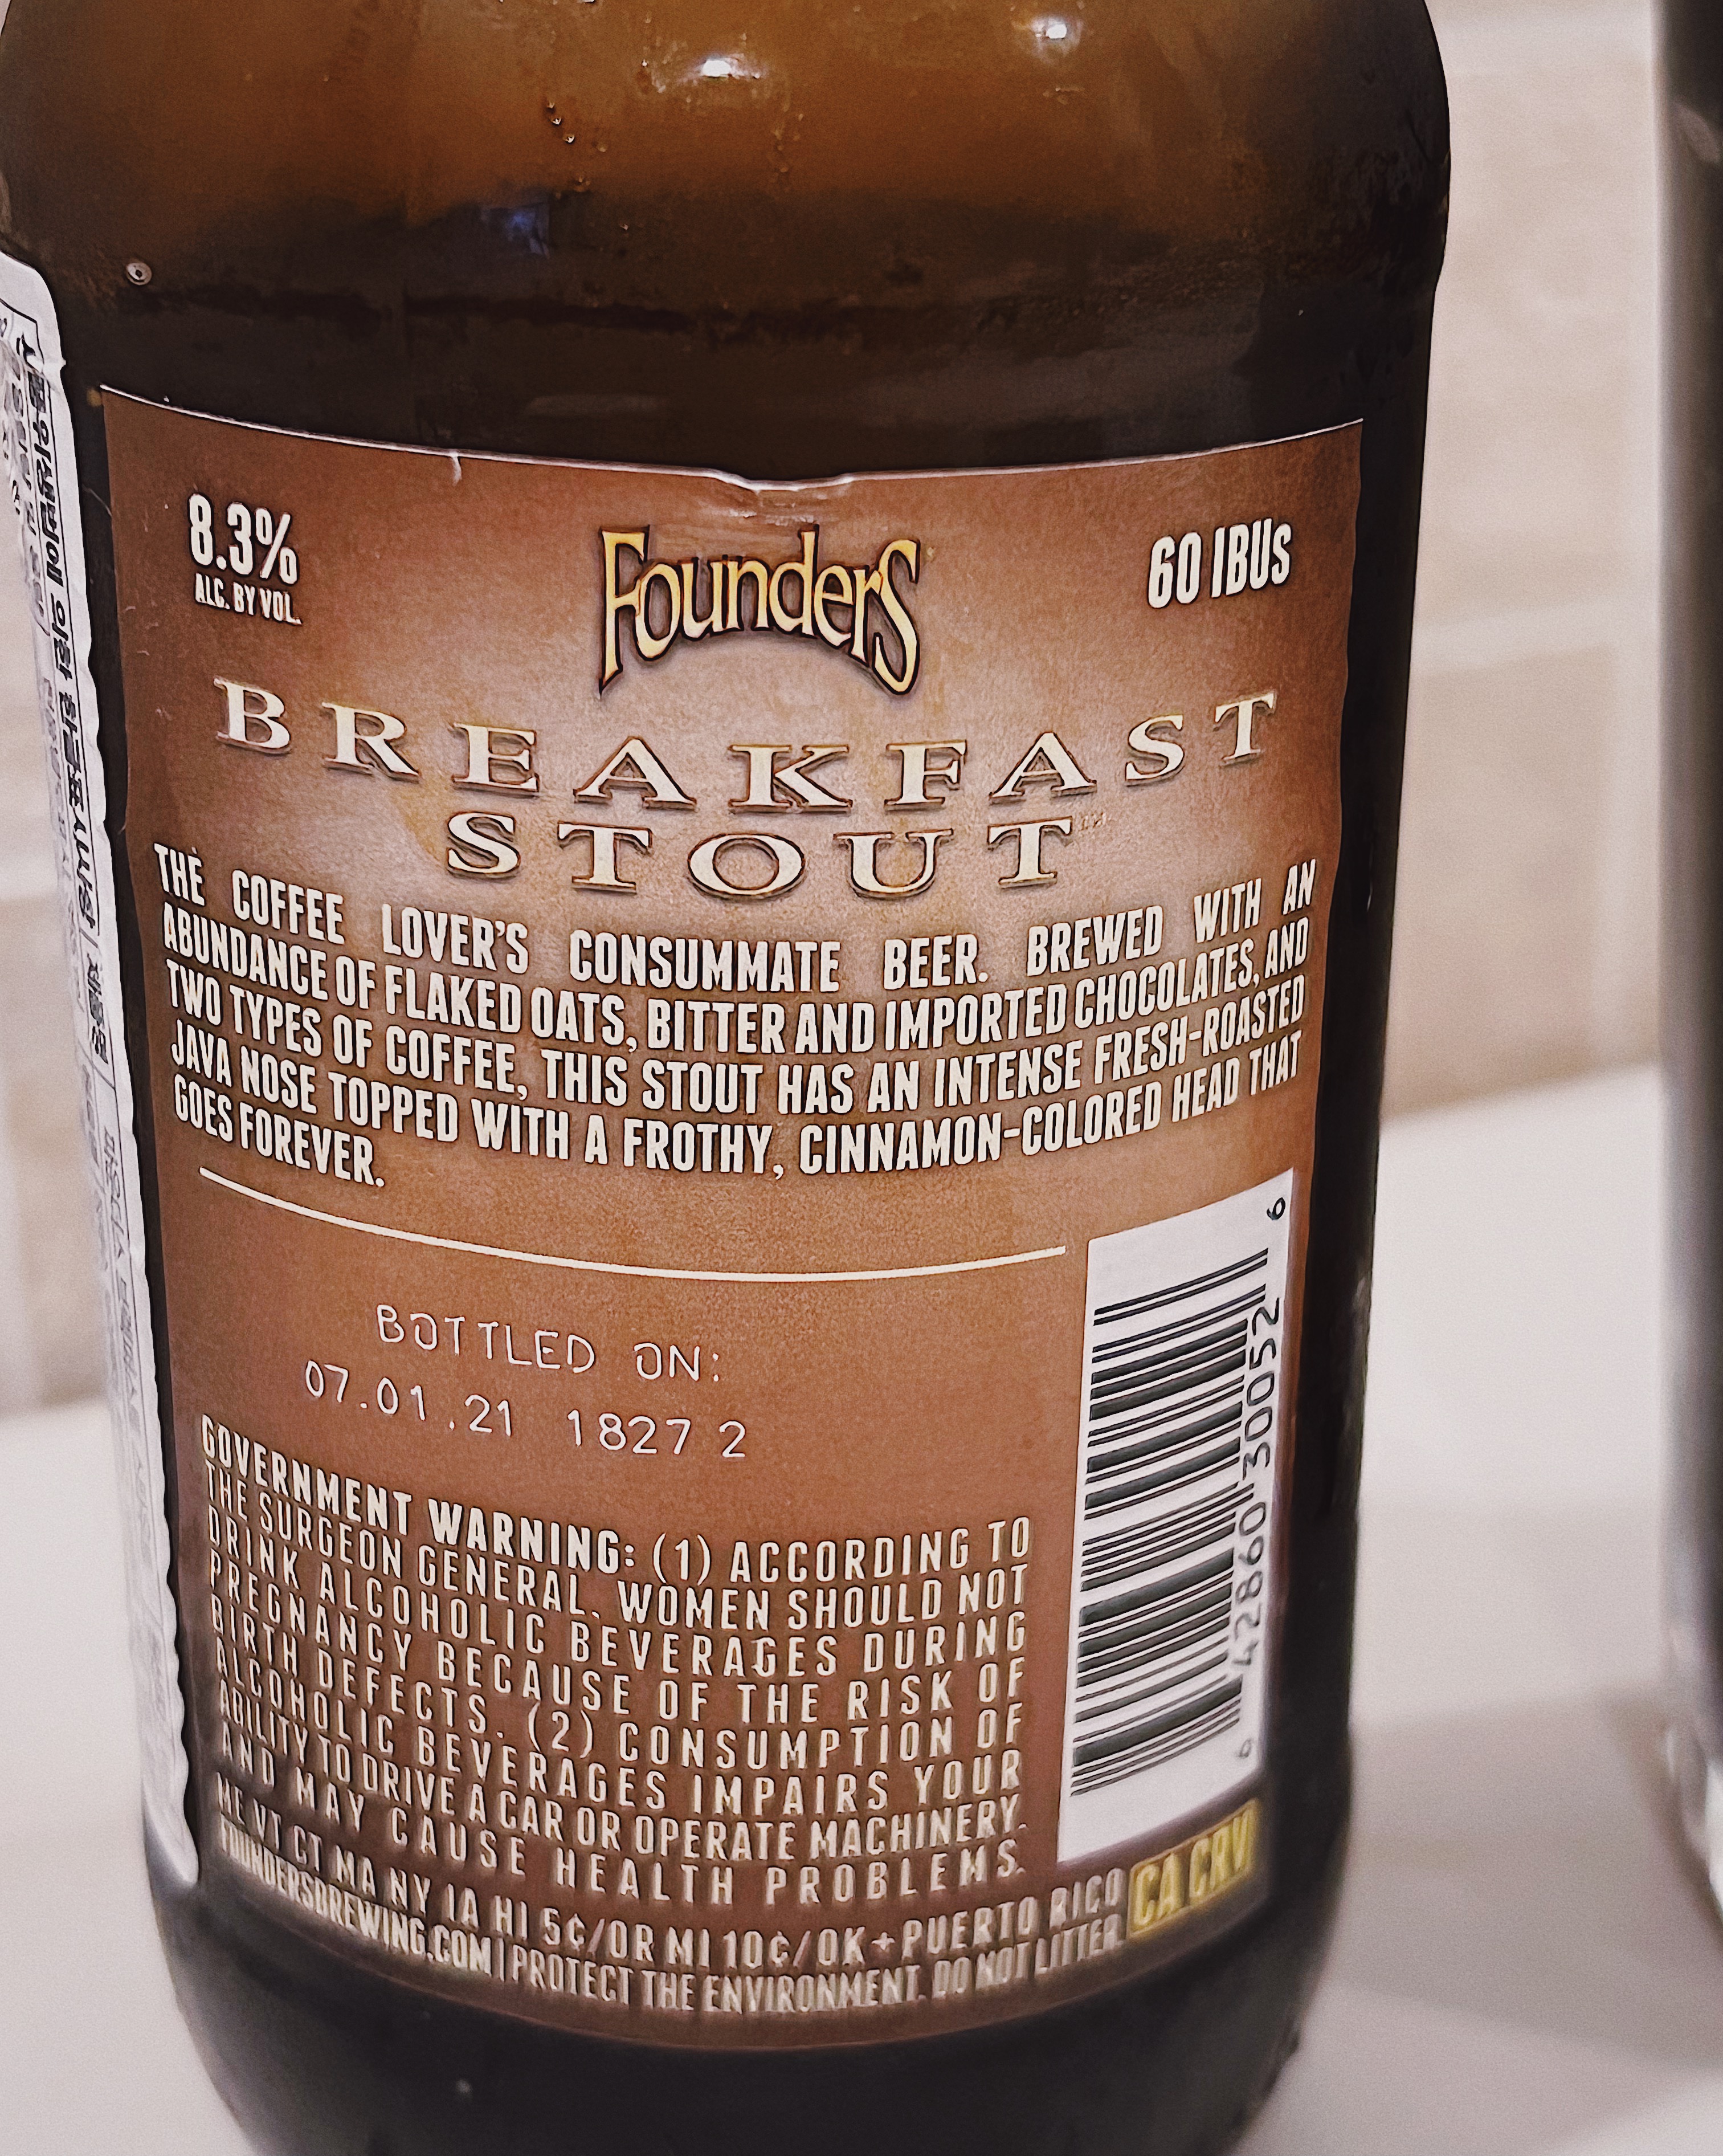 8.3%
ALC. BY VOL.
Founders
60 IBUs
BREAKFAST
STOUT™
THE COFFEE LOVER'S CONSUMMATE BEER. BREWED WITH AN
ABUNDANCE OF FLAKED OATS, BITTER AND IMPORTED CHOCOLATES, AND
TWO TYPES OF COFFEE, THIS STOUT HAS AN INTENSE FRESH-ROASTED
JAVA NOSE TOPPED WITH A FROTHY, CINNAMON-COLORED HEAD THAT
GOES FOREVER.
BOTTLED ON:
07.01.21 1827 2
GOVERNMENT WARNING: (1) ACCORDING TO
THE SURGEON GENERAL, WOMEN SHOULD NOT
DRINK ALCOHOLIC BEVERAGES DURING
PREGNANCY BECAUSE OF THE RISK OF
BIRTH DEFECTS. (2) CONSUMPTION OF
ALCOHOLIC BEVERAGES IMPAIRS YOUR
ABILITY TO DRIVE A CAR OR OPERATE MACHINERY,
AND MAY CAUSE HEALTH PROBLEMS.
ME VT CT MA NY IA HI 5¢/OR MI 10¢/OK+PUERTO RICO
CA CRV
FOUNDERSBREWING.COM | PROTECT THE ENVIRONMENT. DO NOT LITTER.
6 42860 30052 6